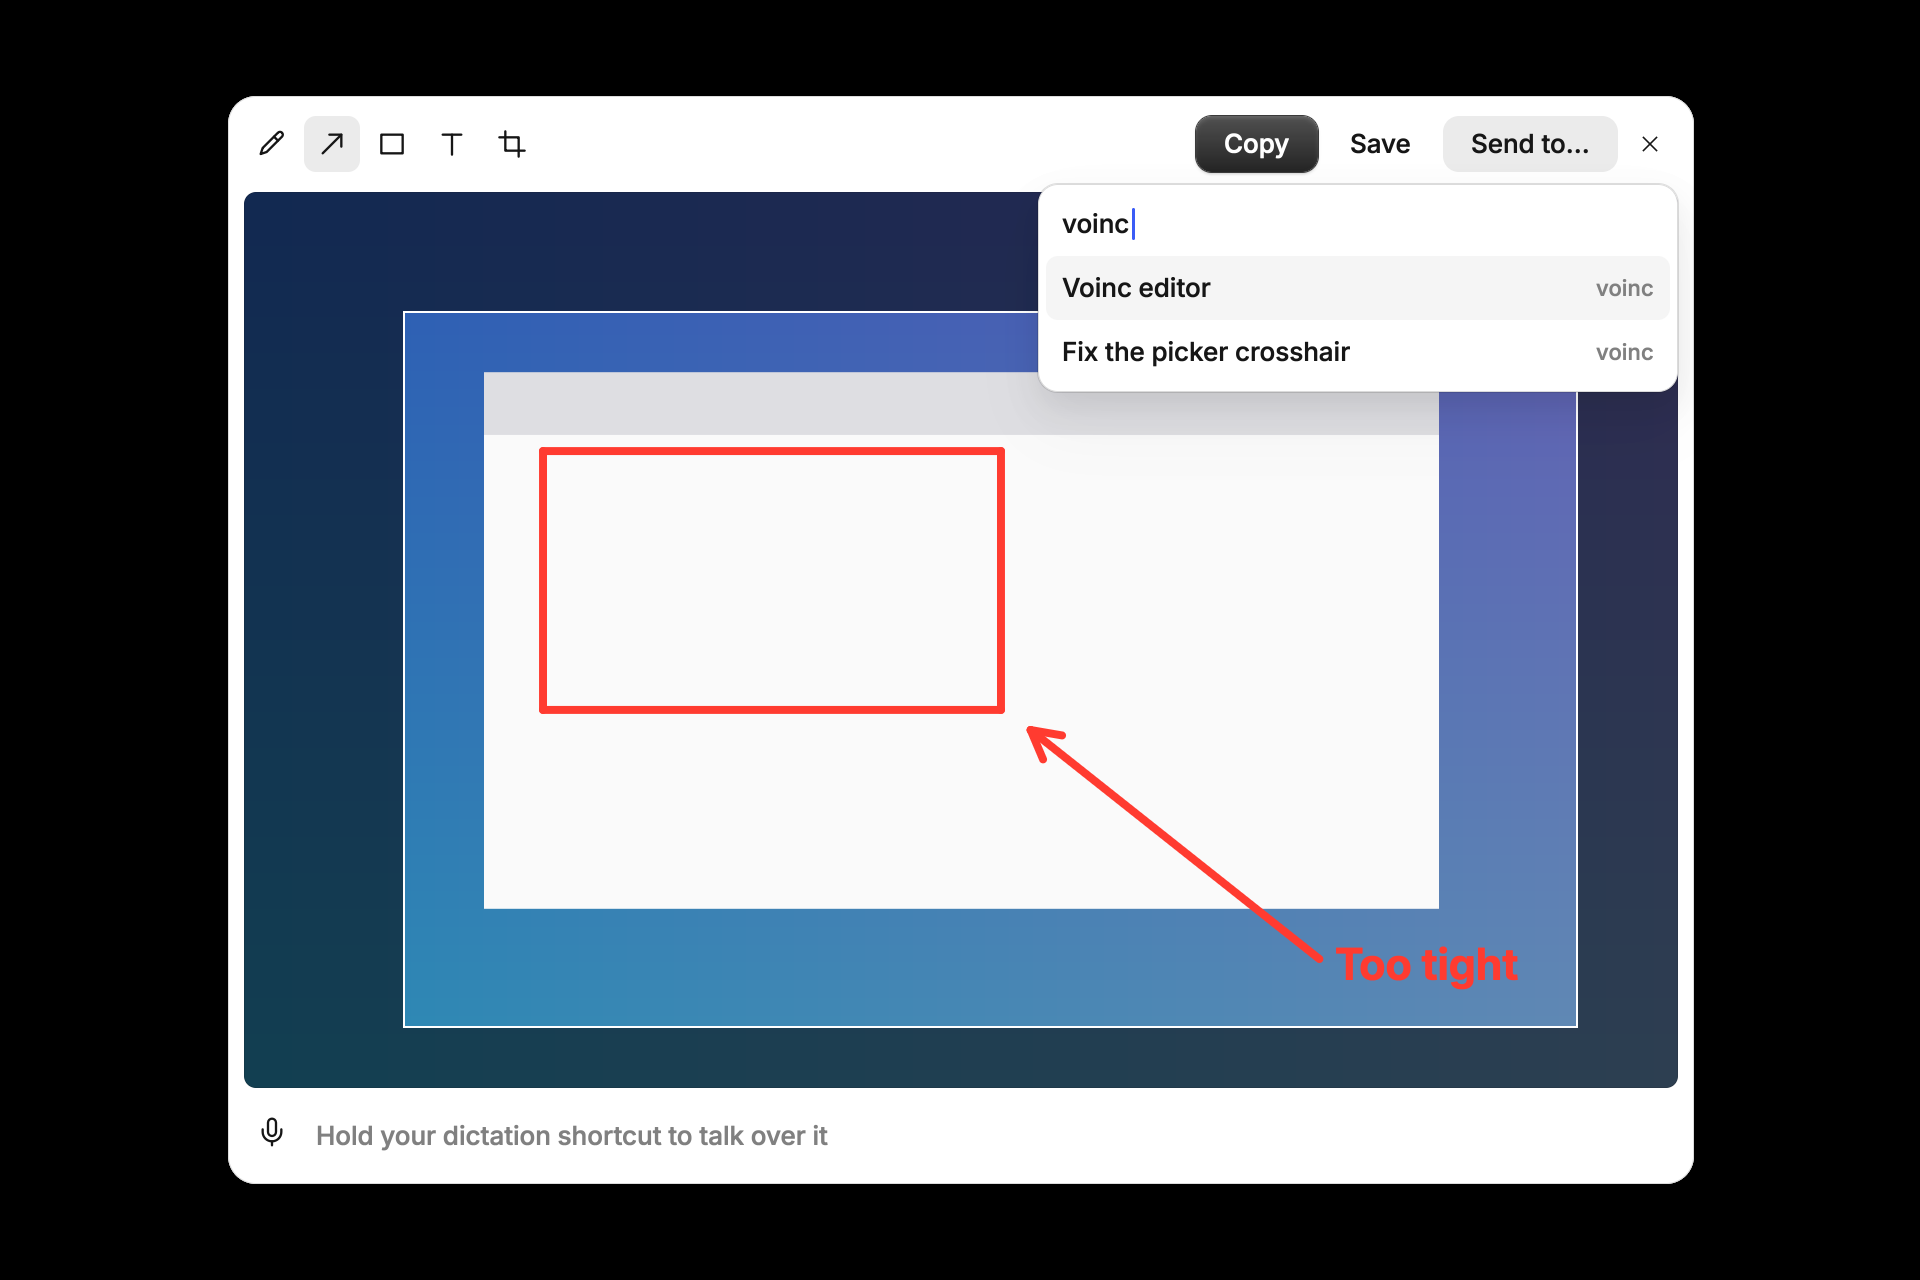 Copy Save Send to...
voinc
Voinc editor voinc
Fix the picker crosshair voinc
Too tight
Hold your dictation shortcut to talk over it